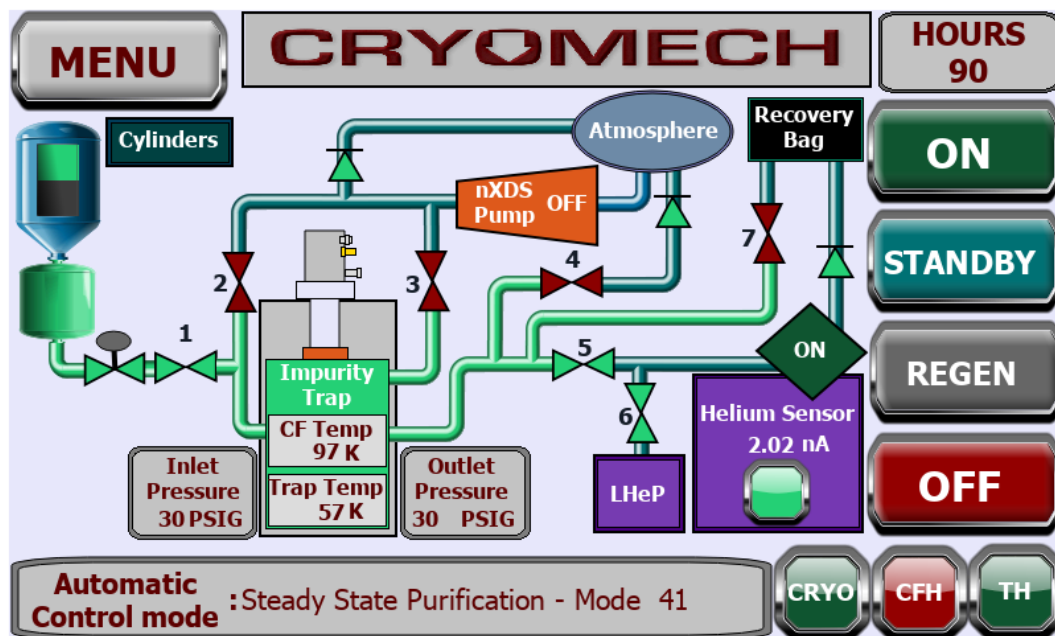 MENU
CRYOMECH
HOURS
90
Cylinders
Atmosphere
Recovery
Bag
ON
nXDS
Pump
OFF
7
STANDBY
2
3
4
1
5
ON
REGEN
Impurity
Trap
6
Helium Sensor
2.02 nA
CF Temp
97 K
Inlet
Pressure
30 PSIG
Trap Temp
57 K
Outlet
Pressure
30 PSIG
LHeP
OFF
Automatic
Control mode
: Steady State Purification - Mode 41
CRYO
CFH
TH